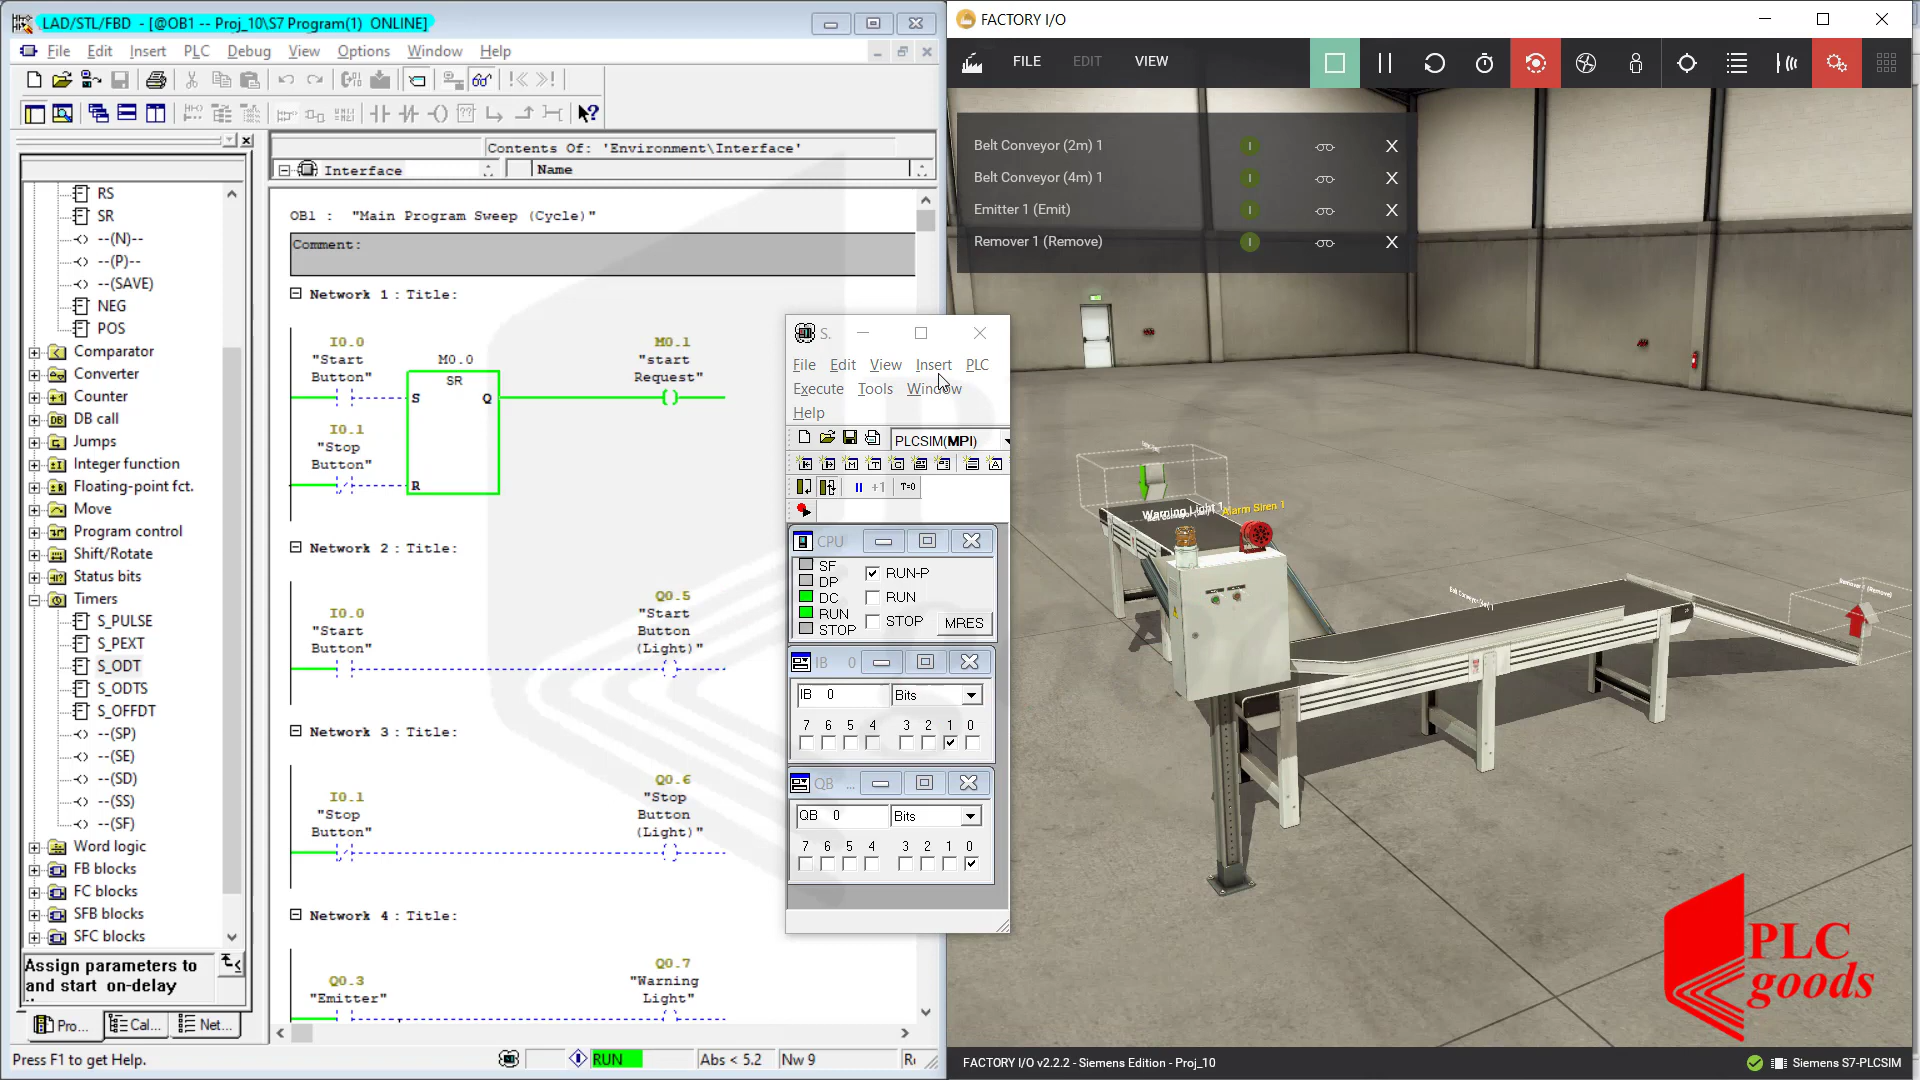 LAD/STL/FBD - [@OB1 -- Proj_10\S7 Program(1) ONLINE]
File Edit Insert PLC Debug View Options Window Help
RS
SR
--(N)--
--(P)--
--(SAVE)
NEG
POS
Comparator
Converter
Counter
DB call
Jumps
Integer function
Floating-point fct.
Move
Program control
Shift/Rotate
Status bits
Timers
S_PULSE
S_PEXT
S_ODT
S_ODTS
S_OFFDT
--(SP)
--(SE)
--(SD)
--(SS)
--(SF)
Word logic
FB blocks
FC blocks
SFB blocks
SFC blocks
Assign parameters to
and start on-delay
Pro... Cal... Net...
Press F1 to get Help.
Contents Of: 'Environment\Interface'
Interface Name
OB1 : "Main Program Sweep (Cycle)"
Comment:
Network 1 : Title:
I0.0
"Start
Button"
M0.0
SR
S Q
M0.1
"start
Request"
I0.1
"Stop
Button"
R
Network 2 : Title:
I0.0
"Start
Button"
Q0.5
"Start
Button
(Light)"
Network 3 : Title:
I0.1
"Stop
Button"
Q0.6
"Stop
Button
(Light)"
Network 4 : Title:
Q0.3
"Emitter"
Q0.7
"Warning
Light"
RUN Abs < 5.2 Nw 9
S.
File Edit View Insert PLC
Execute Tools Window
Help
PLCSIM(MPI)
+1 T=0
CPU
SF
DP
DC
RUN
STOP
RUN-P
RUN
STOP
MRES
IB 0
IB 0 Bits
7 6 5 4 3 2 1 0
QB ...
QB 0 Bits
7 6 5 4 3 2 1 0
FACTORY I/O
FILE EDIT VIEW
Belt Conveyor (2m) 1 X
Belt Conveyor (4m) 1 X
Emitter 1 (Emit) X
Remover 1 (Remove) X
Warning Light 1
Alarm Siren 1
PLC
goods
FACTORY I/O v2.2.2 - Siemens Edition - Proj_10
Siemens S7-PLCSIM